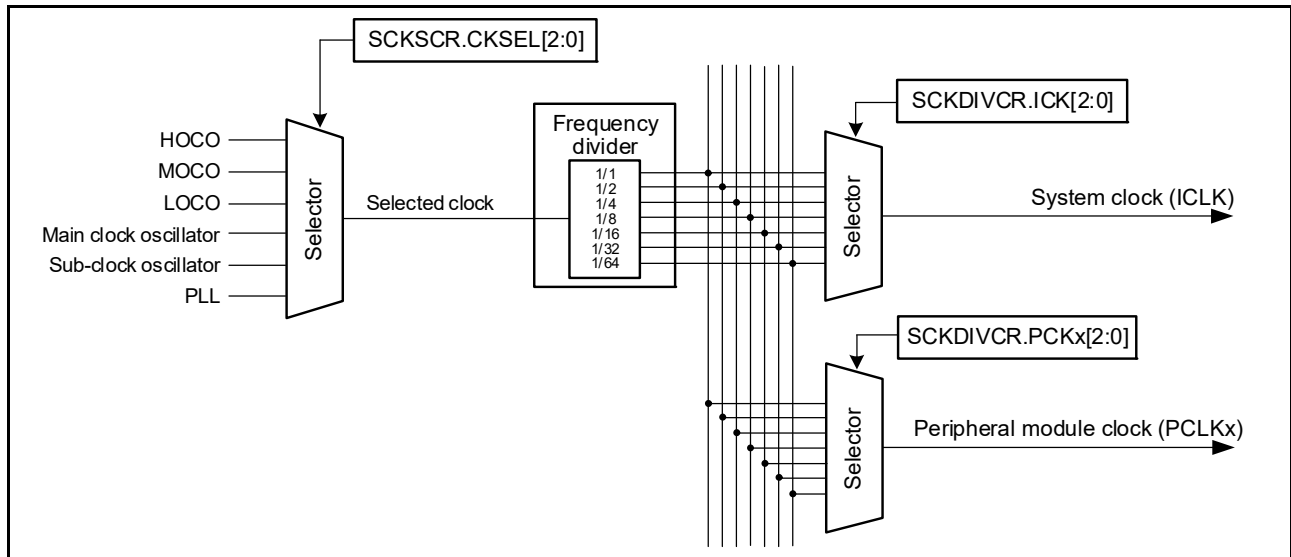 SCKSCR.CKSEL[2:0]
HOCO
MOCO
LOCO
Main clock oscillator
Sub-clock oscillator
PLL
Selector
Selected clock
Frequency
divider
1/1
1/2
1/4
1/8
1/16
1/32
1/64
SCKDIVCR.ICK[2:0]
Selector
System clock (ICLK)
SCKDIVCR.PCKx[2:0]
Selector
Peripheral module clock (PCLKx)